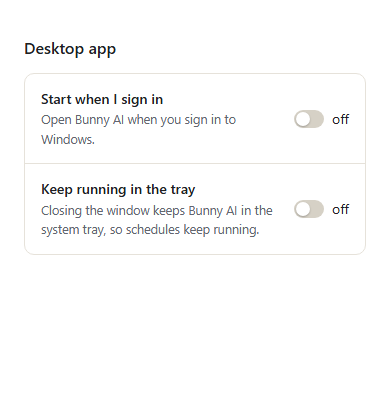 Desktop app
Start when I sign in
Open Bunny AI when you sign in to
Windows.
off
Keep running in the tray
Closing the window keeps Bunny AI in the
system tray, so schedules keep running.
off